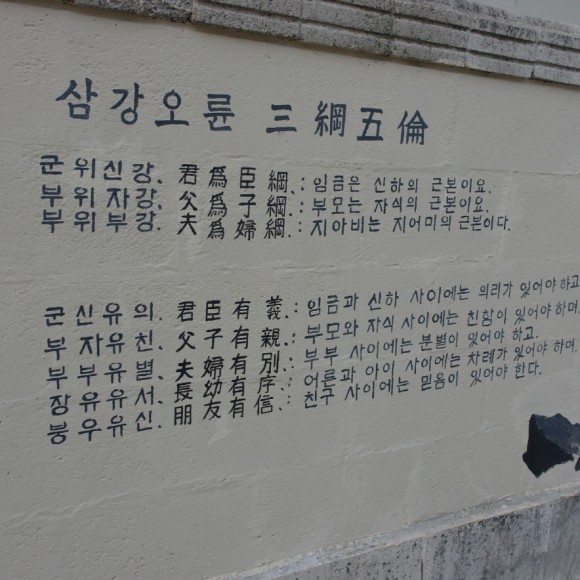 삼강오륜 三綱五倫
군위신강. 君爲臣綱.: 임금은 신하의 근본이요.
부위자강. 父爲子綱.: 부모는 자식의 근본이요.
부위부강. 夫爲婦綱.: 지아비는 지어미의 근본이다.
군신유의. 君臣有義.: 임금과 신하 사이에는 의리가 있어야 하고
부자유친. 父子有親.: 부모와 자식 사이에는 친함이 있어야 하며.
부부유별. 夫婦有別.: 부부 사이에는 분별이 있어야 하고.
장유유서. 長幼有序.: 어른과 아이 사이에는 차례가 있어야 하며.
붕우유신. 朋友有信.: 친구 사이에는 믿음이 있어야 한다.